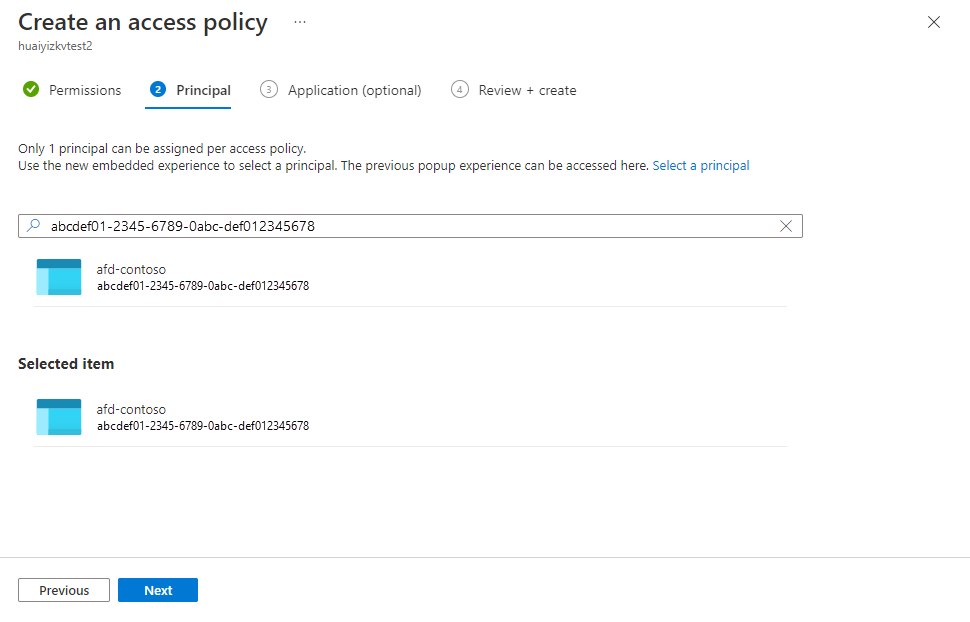 Create an access policy ...
huaiyizkvtest2
Permissions 2 Principal 3 Application (optional) 4 Review + create
Only 1 principal can be assigned per access policy.
Use the new embedded experience to select a principal. The previous popup experience can be accessed here. Select a principal
abcdef01-2345-6789-0abc-def012345678
afd-contoso
abcdef01-2345-6789-0abc-def012345678
Selected item
afd-contoso
abcdef01-2345-6789-0abc-def012345678
Previous Next